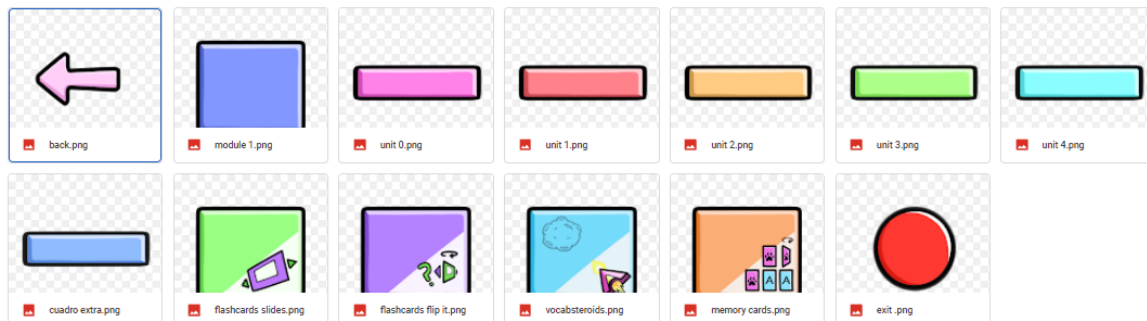 back.png
module 1.png
unit 0.png
unit 1.png
unit 2.png
unit 3.png
unit 4.png
cuadro extra.png
flashcards slides.png
flashcards flip it.png
?
vocabsteroids.png
A
A A
memory cards.png
exit .png